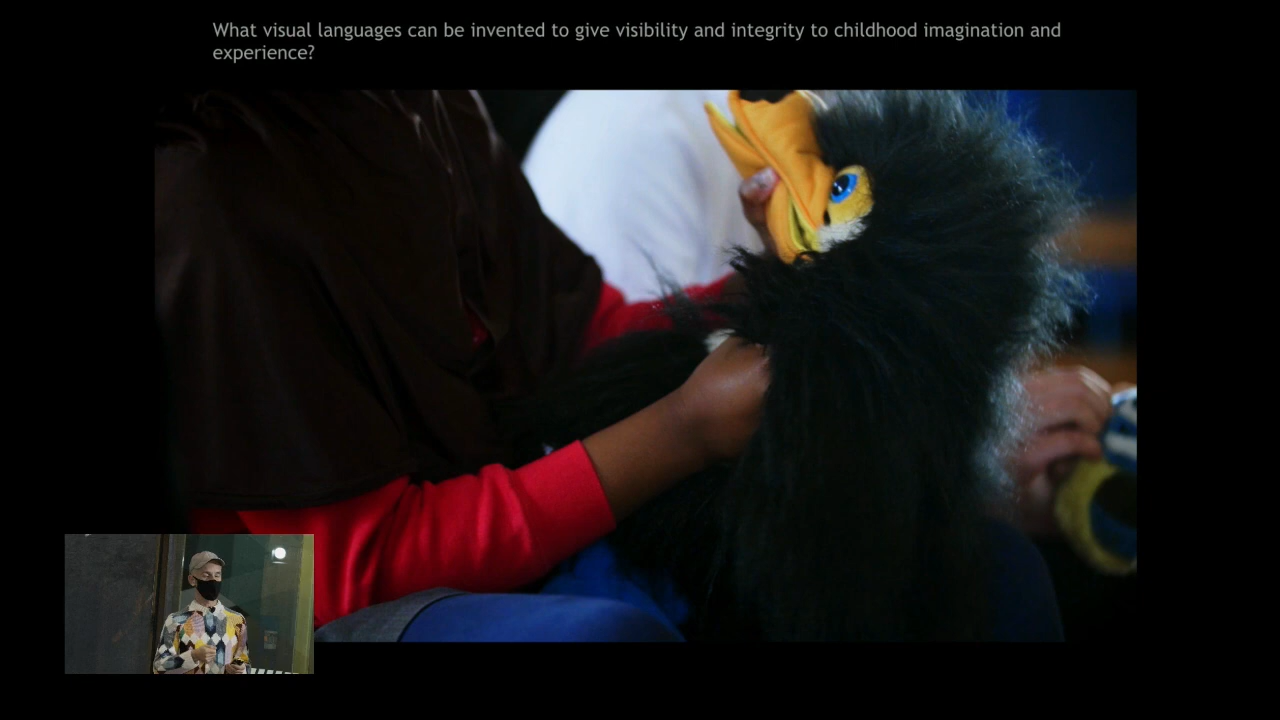 What visual languages can be invented to give visibility and integrity to childhood imagination and
experience?